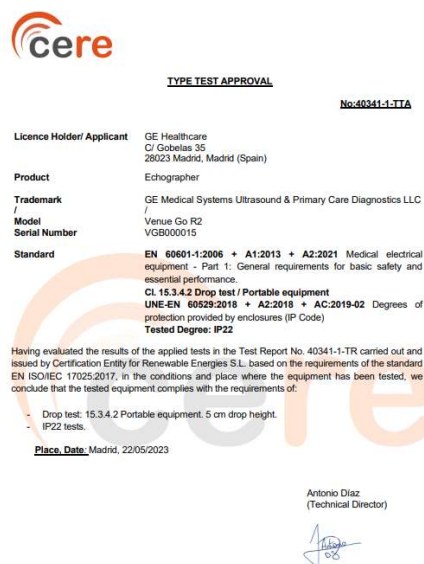 cere
TYPE TEST APPROVAL
No:40341-1-TTA
Licence Holder/ Applicant GE Healthcare
C/ Gobelas 35
28023 Madrid, Madrid (Spain)
Product Echographer
Trademark GE Medical Systems Ultrasound & Primary Care Diagnostics LLC
/ /
Model Venue Go R2
Serial Number VGB000015
Standard EN 60601-1:2006 + A1:2013 + A2:2021 Medical electrical
equipment - Part 1: General requirements for basic safety and
essential performance.
Cl. 15.3.4.2 Drop test / Portable equipment
UNE-EN 60529:2018 + A2:2018 + AC:2019-02 Degrees of
protection provided by enclosures (IP Code)
Tested Degree: IP22
Having evaluated the results of the applied tests in the Test Report No. 40341-1-TR carried out and
issued by Certification Entity for Renewable Energies S.L. based on the requirements of the standard
EN ISO/IEC 17025:2017, in the conditions and place where the equipment has been tested, we
conclude that the tested equipment complies with the requirements of:
- Drop test: 15.3.4.2 Portable equipment. 5 cm drop height.
- IP22 tests.
Place, Date: Madrid, 22/05/2023
cere
Antonio Díaz
(Technical Director)
Antonio